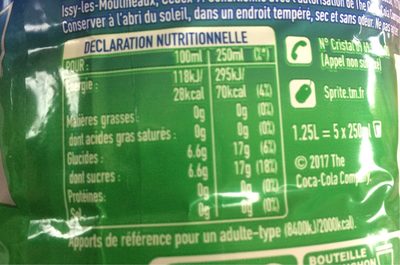 Issy-les-Moulineaux,
Conserver à l'abri du soleil, dans un endroit tempéré, sec et sans odeur. Ne pas
DÉCLARATION NUTRITIONNELLE
POUR : 100ml 250ml (%*)
Énergie : 118kJ/ 295kJ/
28kcal 70kcal (4%)
Matières grasses : 0g 0g (0%)
dont acides gras saturés : 0g 0g (0%)
Glucides : 6.6g 17g (6%)
dont sucres : 6.6g 17g (18%)
Protéines : 0g 0g (0%)
Sel 0g 0g (0%)
Apports de référence pour un adulte-type (8400kJ/2000kcal).
N° Cristal
(Appel non
Sprite.tm.fr
1.25L = 5 x 250ml
© 2017 The
Coca-Cola Company.
BOUTEILLE